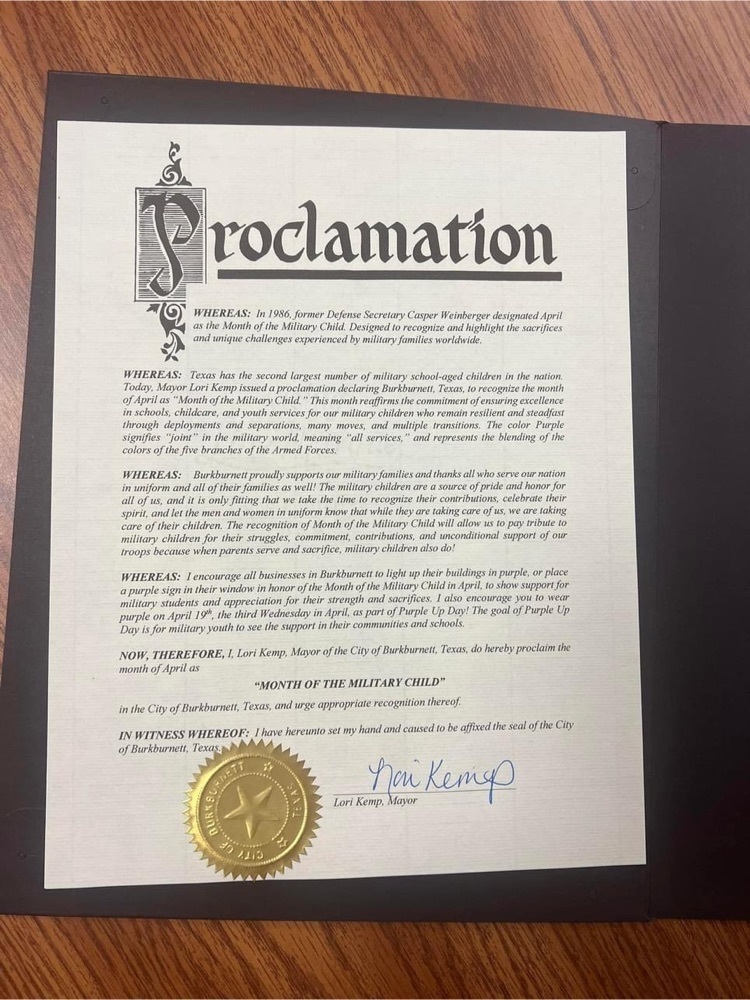 Proclamation
WHEREAS: In 1986, former Defense Secretary Casper Weinberger designated April
as the Month of the Military Child. Designed to recognize and highlight the sacrifices
and unique challenges experienced by military families worldwide.
WHEREAS: Texas has the second largest number of military school-aged children in the nation.
Today, Mayor Lori Kemp issued a proclamation declaring Burkburnett, Texas, to recognize the month
of April as "Month of the Military Child." This month reaffirms the commitment of ensuring excellence
in schools, childcare, and youth services for our military children who remain resilient and steadfast
through deployments and separations, many moves, and multiple transitions. The color Purple
signifies "joint" in the military world, meaning "all services," and represents the blending of the
colors of the five branches of the Armed Forces.
WHEREAS: Burkburnett proudly supports our military families and thanks all who serve our nation
in uniform and all of their families as well! The military children are a source of pride and honor for
all of us, and it is only fitting that we take the time to recognize their contributions, celebrate their
spirit, and let the men and women in uniform know that while they are taking care of us, we are taking
care of their children. The recognition of Month of the Military Child will allow us to pay tribute to
military children for their struggles, commitment, contributions, and unconditional support of our
troops because when parents serve and sacrifice, military children also do!
WHEREAS: I encourage all businesses in Burkburnett to light up their buildings in purple, or place
a purple sign in their window in honor of the Month of the Military Child in April, to show support for
military students and appreciation for their strength and sacrifices. I also encourage you to wear
purple on April 19th, the third Wednesday in April, as part of Purple Up Day! The goal of Purple Up
Day is for military youth to see the support in their communities and schools.
NOW, THEREFORE, I, Lori Kemp, Mayor of the City of Burkburnett, Texas, do hereby proclaim the
month of April as
"MONTH OF THE MILITARY CHILD"
in the City of Burkburnett, Texas, and urge appropriate recognition thereof.
IN WITNESS WHEREOF: I have hereunto set my hand and caused to be affixed the seal of the City
of Burkburnett, Texas.
Lori Kemp
Lori Kemp, Mayor
CITY OF BURKBURNETT
TEXAS